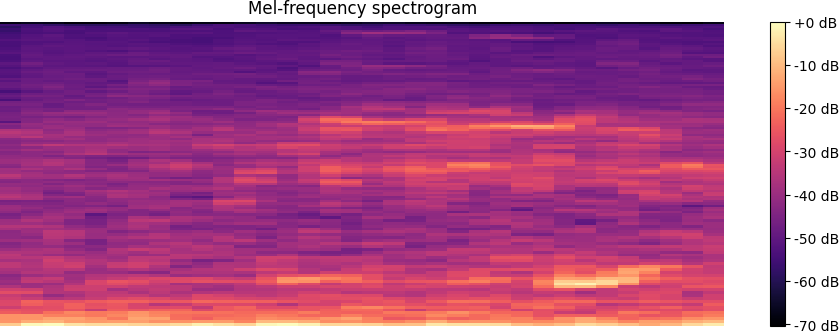 Mel-frequency spectrogram
+0 dB
-10 dB
-20 dB
-30 dB
-40 dB
-50 dB
-60 dB
-70 dB